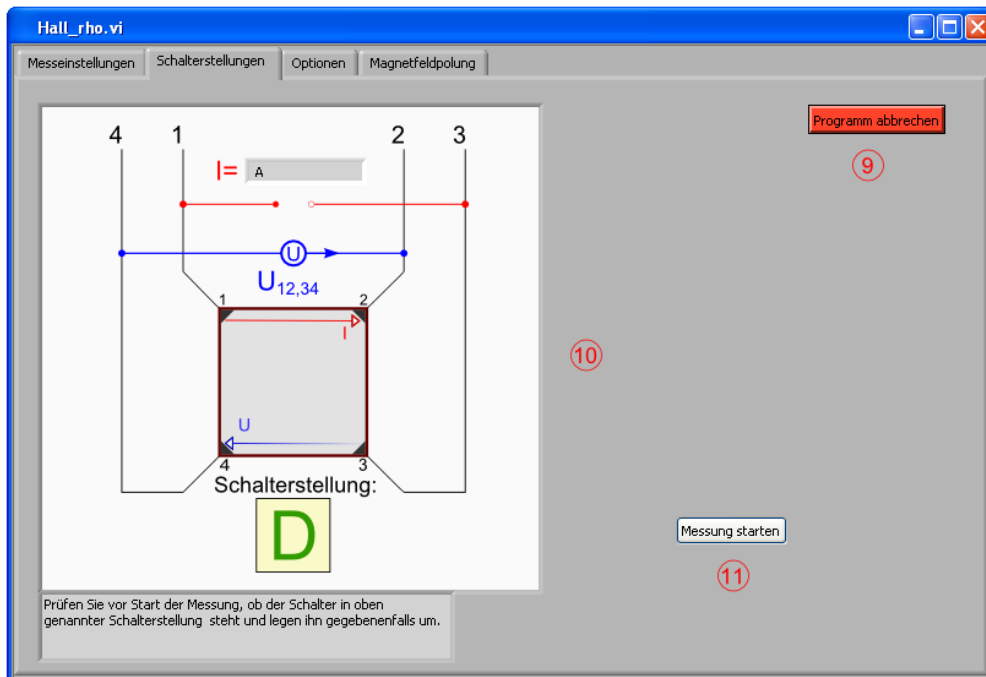 Hall_rho.vi
Messeinstellungen
Schalterstellungen
Optionen
Magnetfeldpolung
Programm abbrechen
9
4 1 2 3
I= A
U
U12,34
1 2
I
10
U
4 3
Schalterstellung:
D
Messung starten
11
Prüfen Sie vor Start der Messung, ob der Schalter in oben
genannter Schalterstellung steht und legen ihn gegebenenfalls um.